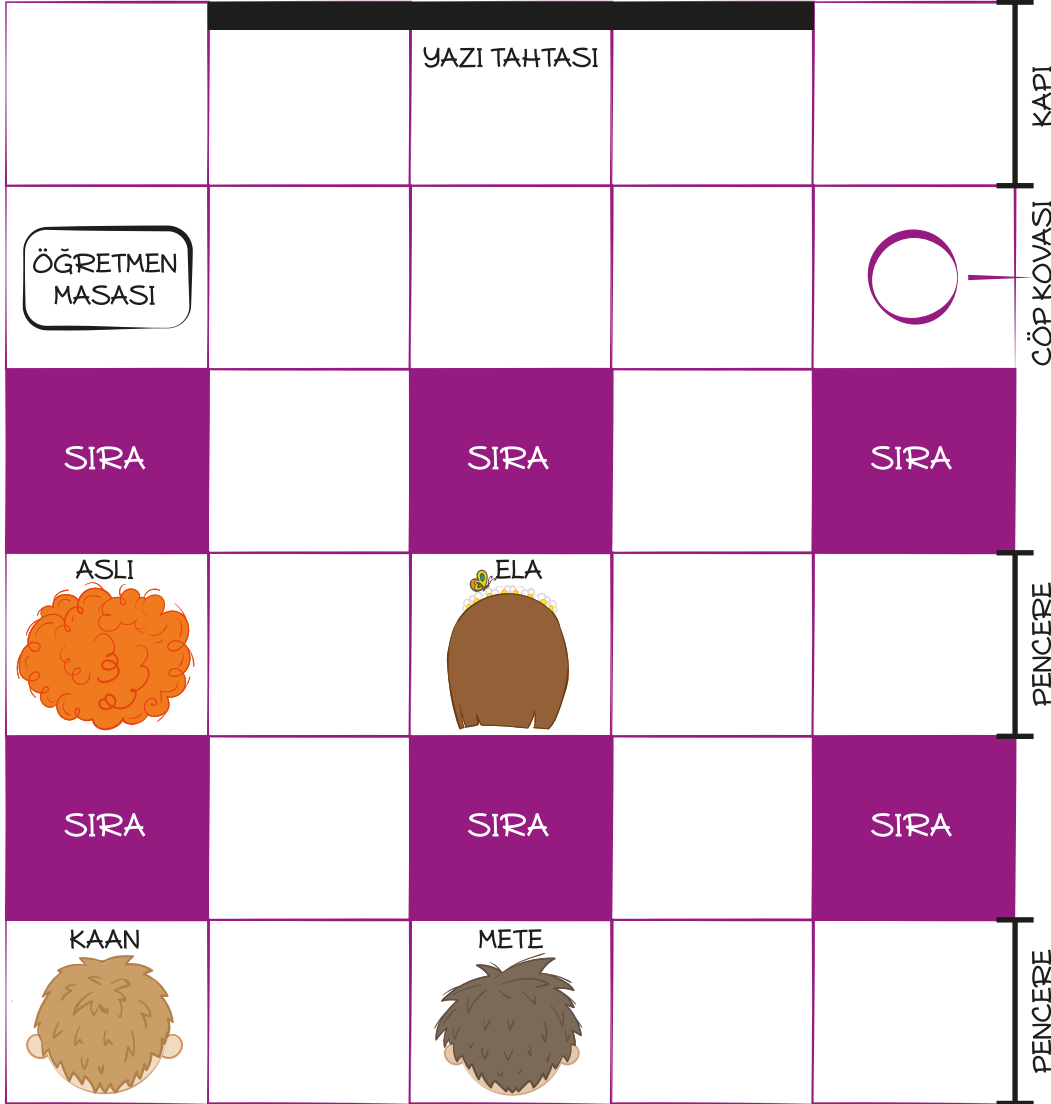 YAZI TAHTASI
KAPI
ÖĞRETMEN
MASASI
ÇÖP KOVASI
SIRA
SIRA
SIRA
ASLI
ELA
PENCERE
SIRA
SIRA
SIRA
KAAN
METE
PENCERE